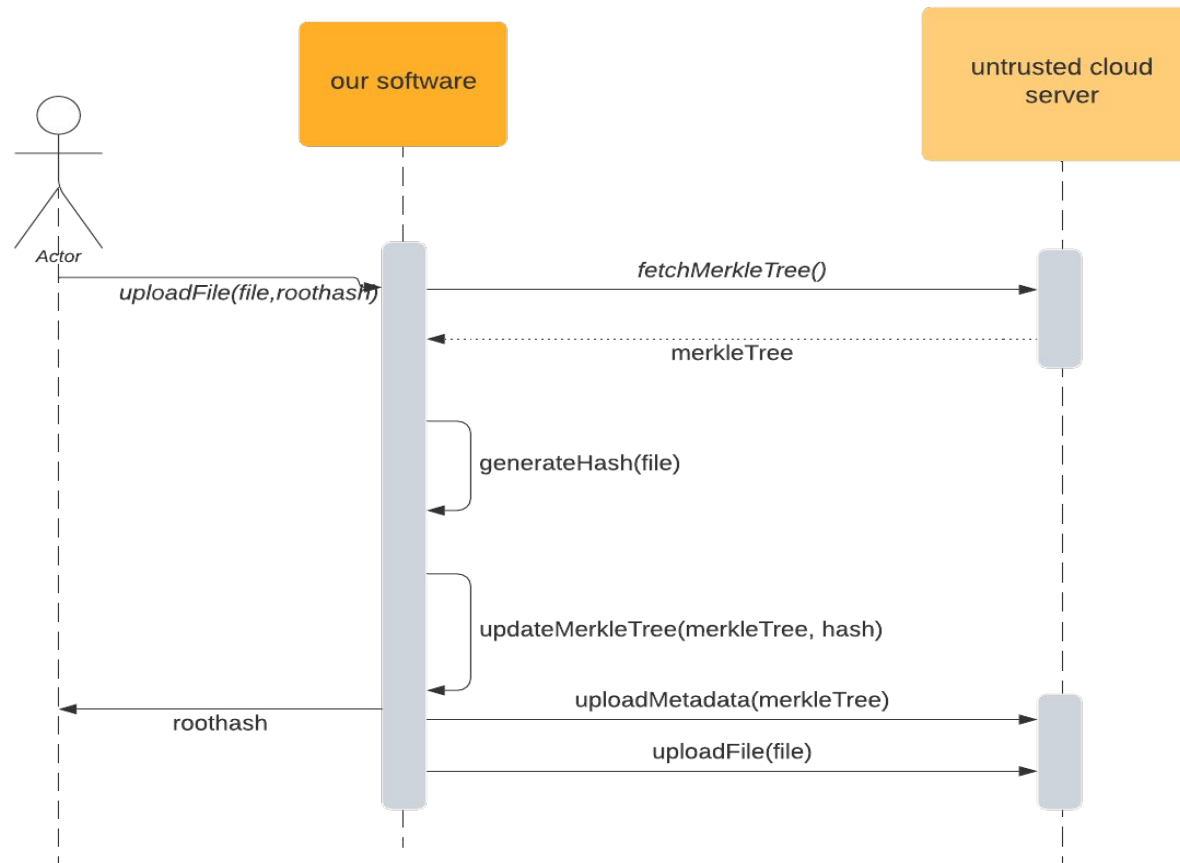 our software
untrusted cloud
server
Actor
uploadFile(file,roothash)
fetchMerkleTree()
merkleTree
generateHash(file)
updateMerkleTree(merkleTree, hash)
uploadMetadata(merkleTree)
roothash
uploadFile(file)